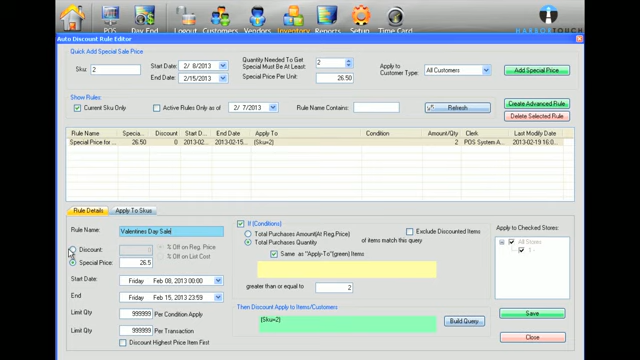 POS
Day End
Logout
Customers
Vendors
Inventory
Reports
Setup
Time Card
HARBORTOUCH
Auto Discount Rule Editor
Quick Add Special Sale Price
Sku: 2
Start Date: 2/ 8/2013
End Date: 2/15/2013
Quantity Needed To Get Special Must Be At Least: 2
Special Price Per Unit: 26.50
Apply to Customer Type: All Customers
Add Special Price
Show Rules:
Current Sku Only
Active Rules Only as of 2/ 7/2013
Rule Name Contains:
Refresh
Create Advanced Rule
Delete Selected Rule
Rule Name Specia... Discount Start D... End Date Apply To Condition Amount/Qty Clerk Last Modify Date
Special Price for ... 26.50 0 2013-02... 2013-02-15... (Sku=2) 2 POS System A... 2013-02-19 16:0...
Rule Details
Apply To Skus
Rule Name: Valentines Day Sale
Discount:
% Off on Reg. Price
% Off on List Cost
Special Price: 26.5
Start Date: Friday Feb 08, 2013 00:00
End Friday Feb 15, 2013 23:59
Limit Qty 999999 Per Condition Apply
Limit Qty 999999 Per Transaction
Discount Highest Price Item First
If (Conditions)
Total Purchases Amount(At Reg.Price)
Total Purchases Quantity
Exclude Discounted Items
of items match this query
Same as "Apply-To"(green) Items
greater than or equal to 2
Then Discount Apply to Items/Customers
(Sku=2)
Build Query
Apply to Checked Stores:
All Stores
1
Save
Close